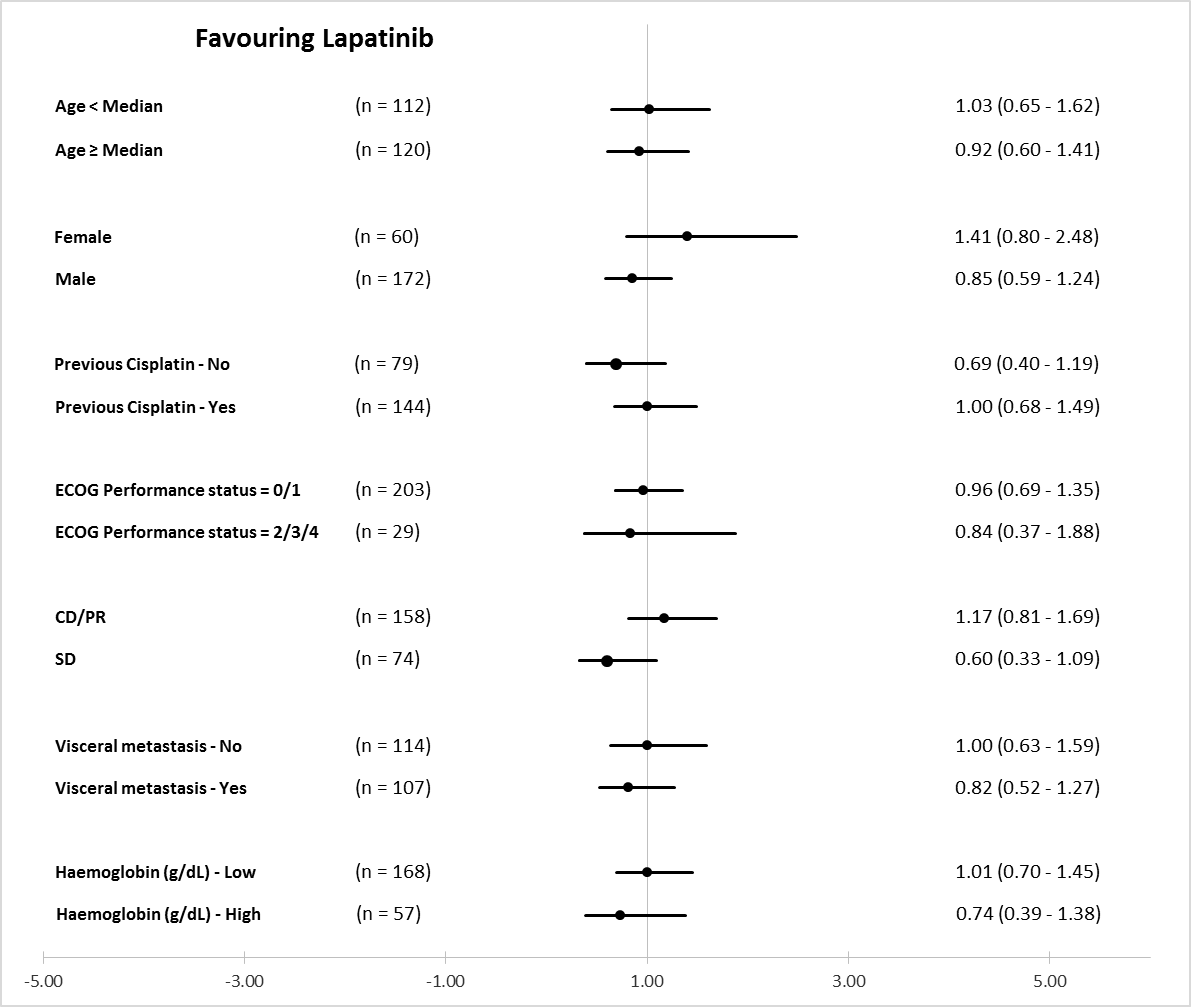 Favouring Lapatinib
Age < Median (n = 112) 1.03 (0.65 - 1.62)
Age ≥ Median (n = 120) 0.92 (0.60 - 1.41)
Female (n = 60) 1.41 (0.80 - 2.48)
Male (n = 172) 0.85 (0.59 - 1.24)
Previous Cisplatin - No (n = 79) 0.69 (0.40 - 1.19)
Previous Cisplatin - Yes (n = 144) 1.00 (0.68 - 1.49)
ECOG Performance status = 0/1 (n = 203) 0.96 (0.69 - 1.35)
ECOG Performance status = 2/3/4 (n = 29) 0.84 (0.37 - 1.88)
CD/PR (n = 158) 1.17 (0.81 - 1.69)
SD (n = 74) 0.60 (0.33 - 1.09)
Visceral metastasis - No (n = 114) 1.00 (0.63 - 1.59)
Visceral metastasis - Yes (n = 107) 0.82 (0.52 - 1.27)
Haemoglobin (g/dL) - Low (n = 168) 1.01 (0.70 - 1.45)
Haemoglobin (g/dL) - High (n = 57) 0.74 (0.39 - 1.38)
-5.00 -3.00 -1.00 1.00 3.00 5.00